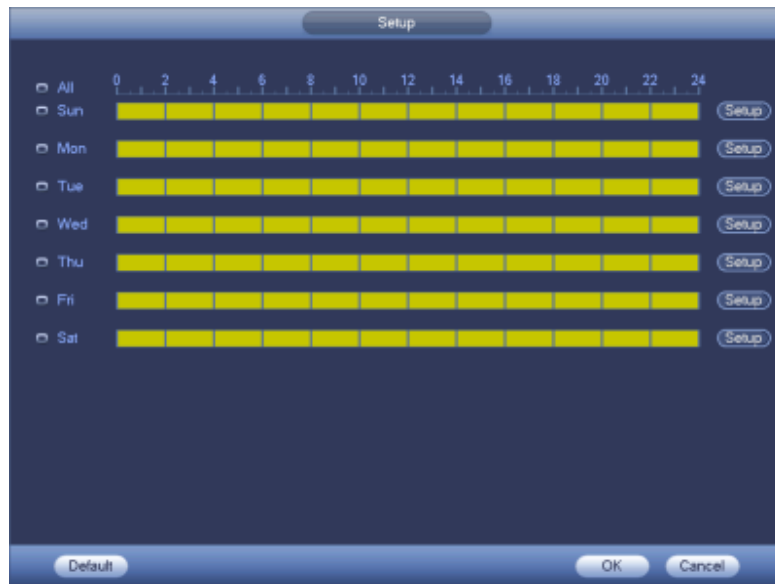 Setup
All 0 2 4 6 8 10 12 14 16 18 20 22 24
Sun Setup
Mon Setup
Tue Setup
Wed Setup
Thu Setup
Fri Setup
Sat Setup
Default OK Cancel